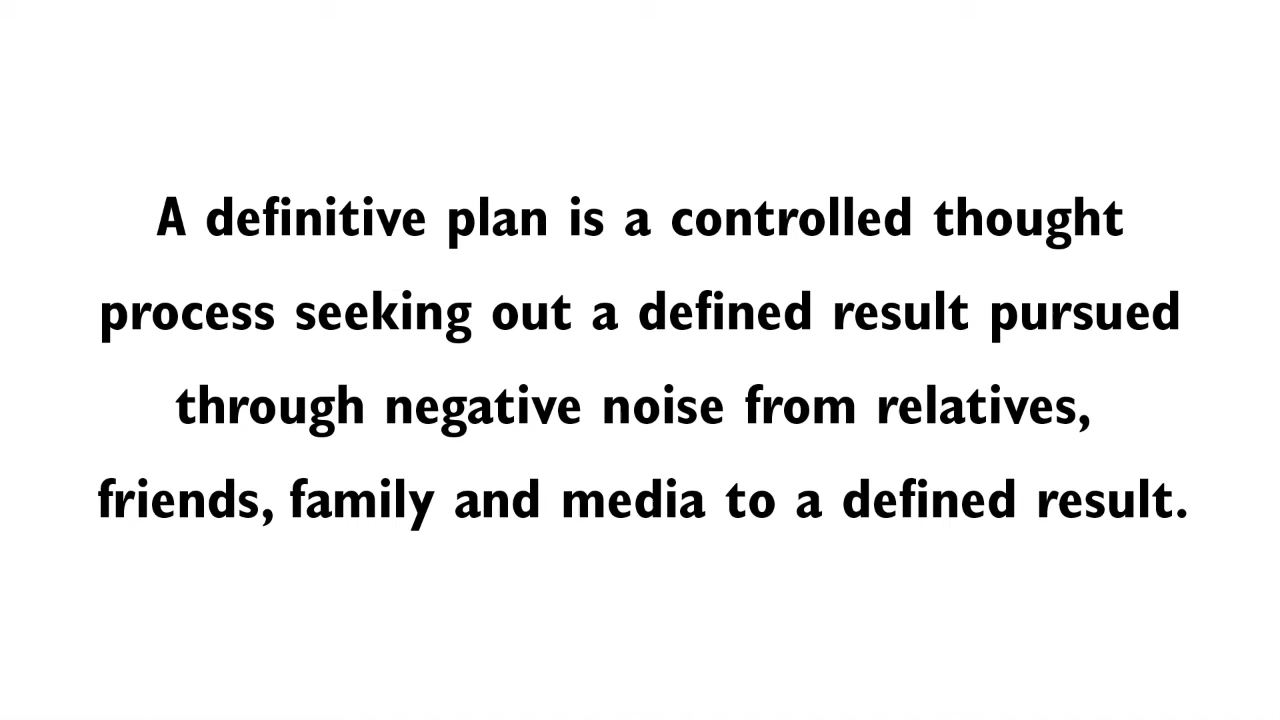 A definitive plan is a controlled thought
process seeking out a defined result pursued
through negative noise from relatives,
friends, family and media to a defined result.